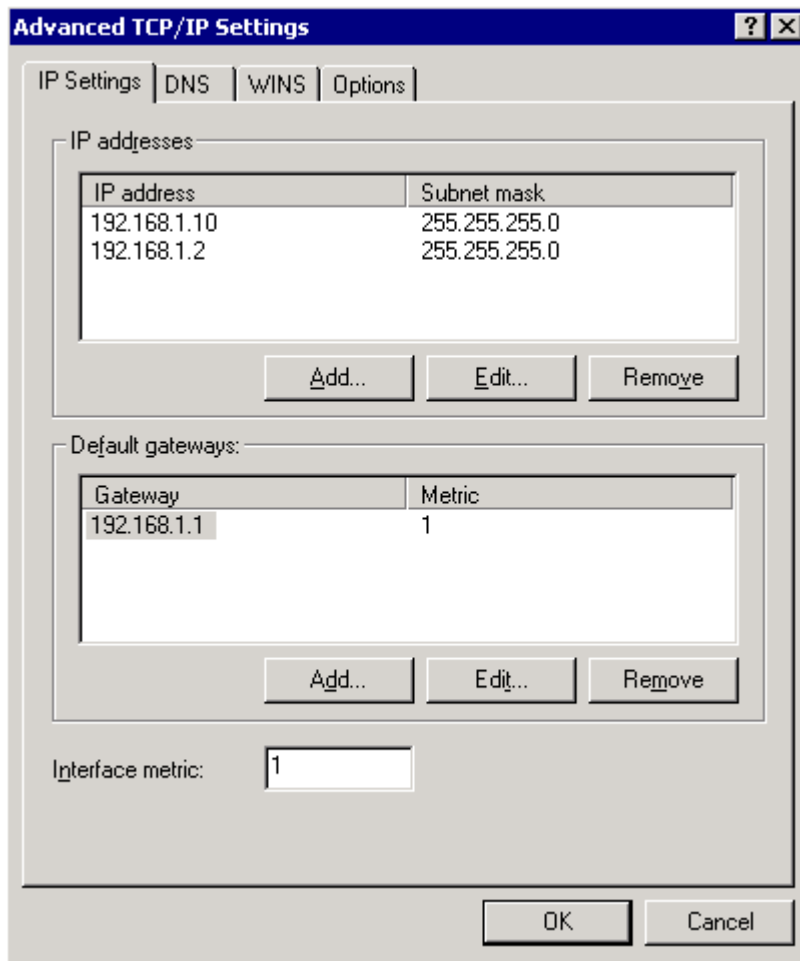 Advanced TCP/IP Settings
IP Settings DNS WINS Options
IP addresses
IP address Subnet mask
192.168.1.10 255.255.255.0
192.168.1.2 255.255.255.0
Add... Edit... Remove
Default gateways:
Gateway Metric
192.168.1.1 1
Add... Edit... Remove
Interface metric: 1
OK Cancel